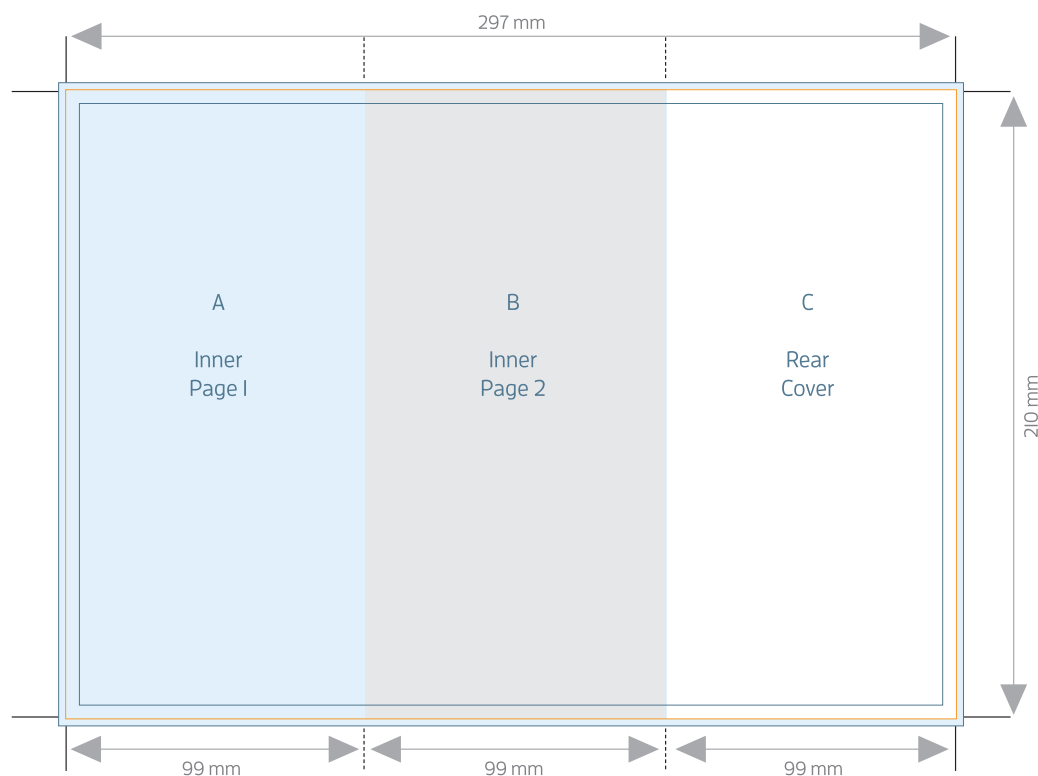 297 mm
A
B
C
Inner
Page 1
Inner
Page 2
Rear
Cover
210 mm
99 mm
99 mm
99 mm